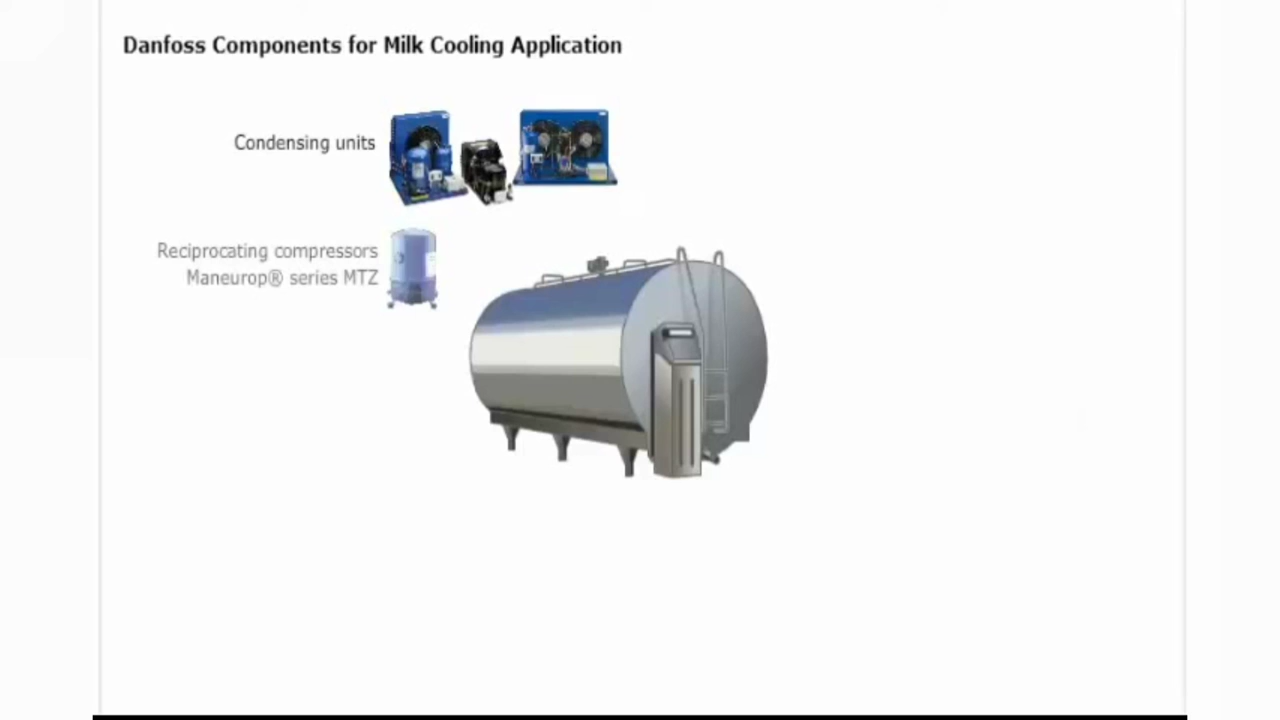 Danfoss Components for Milk Cooling Application
Condensing units
Reciprocating compressors
Maneurop® series MTZ